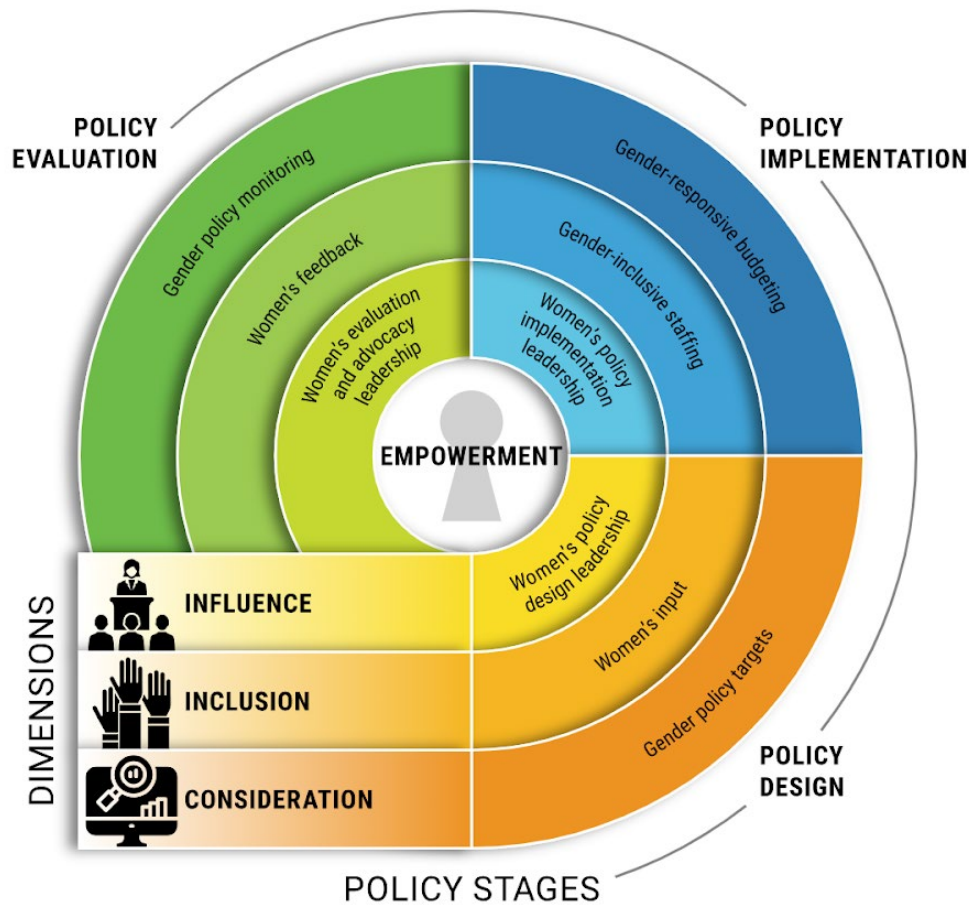 POLICY
EVALUATION
POLICY
IMPLEMENTATION
Gender policy monitoring
Women's feedback
Women's evaluation
and advocacy
leadership
Gender-responsive budgeting
Gender-inclusive staffing
Women's policy
implementation
leadership
EMPOWERMENT
Women's policy
design leadership
Women's input
Gender policy targets
DIMENSIONS
INFLUENCE
INCLUSION
CONSIDERATION
POLICY
DESIGN
POLICY STAGES